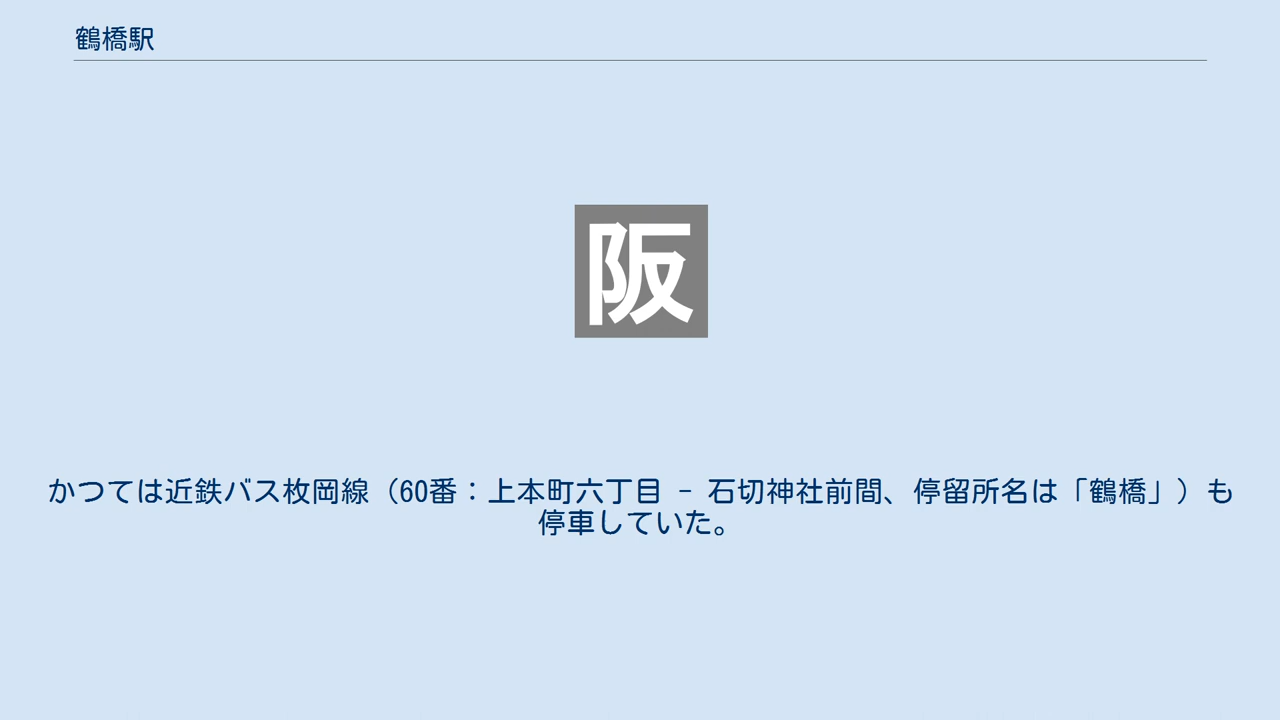 鶴橋駅
阪
かつては近鉄バス枚岡線（60番：上本町六丁目 - 石切神社前間、停留所名は「鶴橋」）も
停車していた。